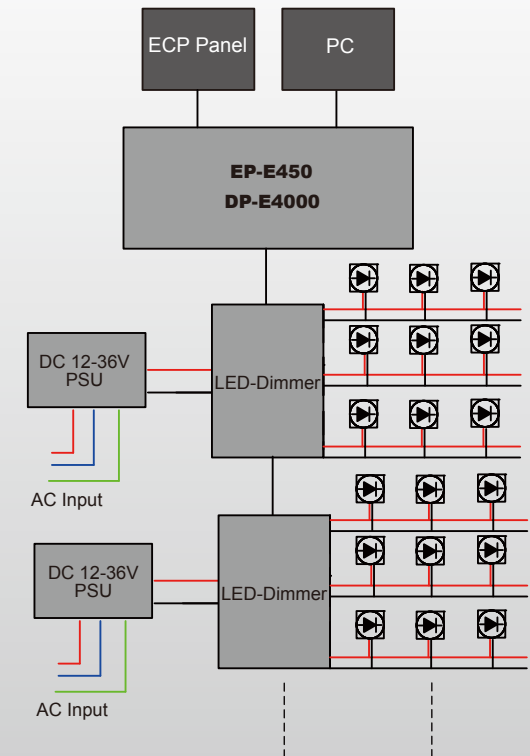 ECP Panel
PC
EP-E450
DP-E4000
DC 12-36V
PSU
LED-Dimmer
AC Input
DC 12-36V
PSU
LED-Dimmer
AC Input